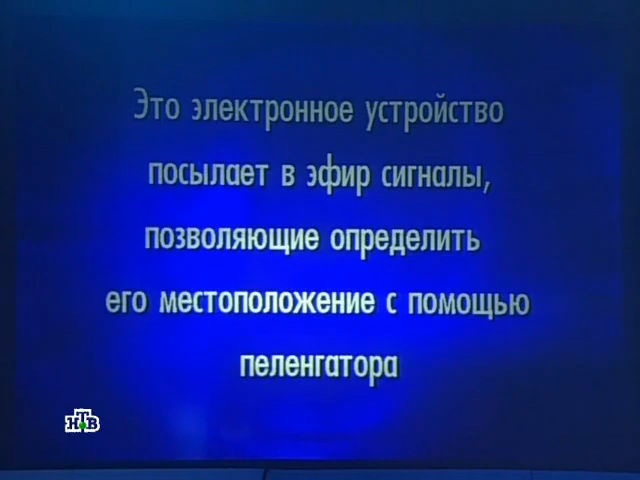 Это электронное устройство
посылает в эфир сигналы,
позволяющие определить
его местоположение с помощью
пеленгатора
НТВ